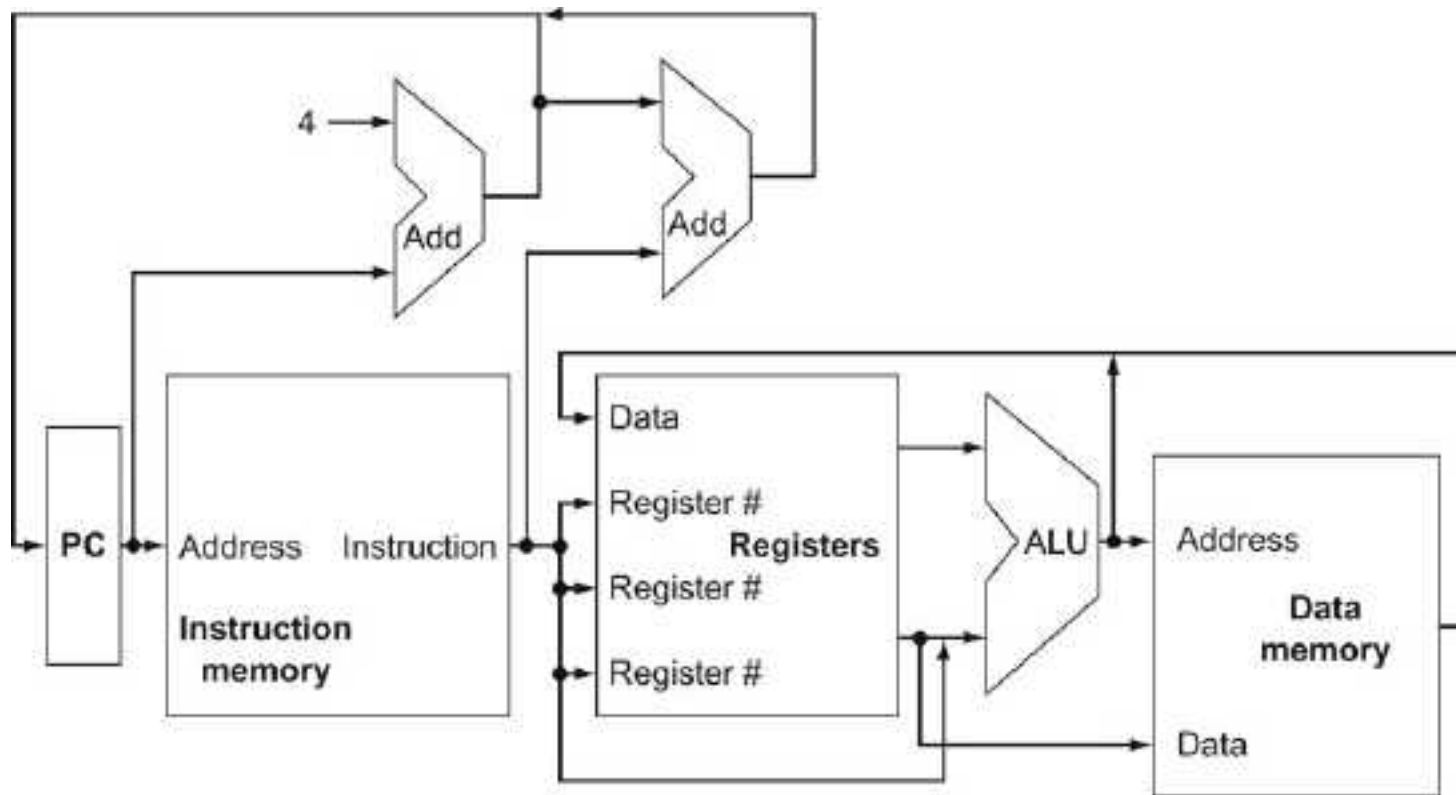 4
Add
Add
Data
Register #
PC
Address
Instruction
Registers
ALU
Address
Register #
Instruction
memory
Data
memory
Register #
Data